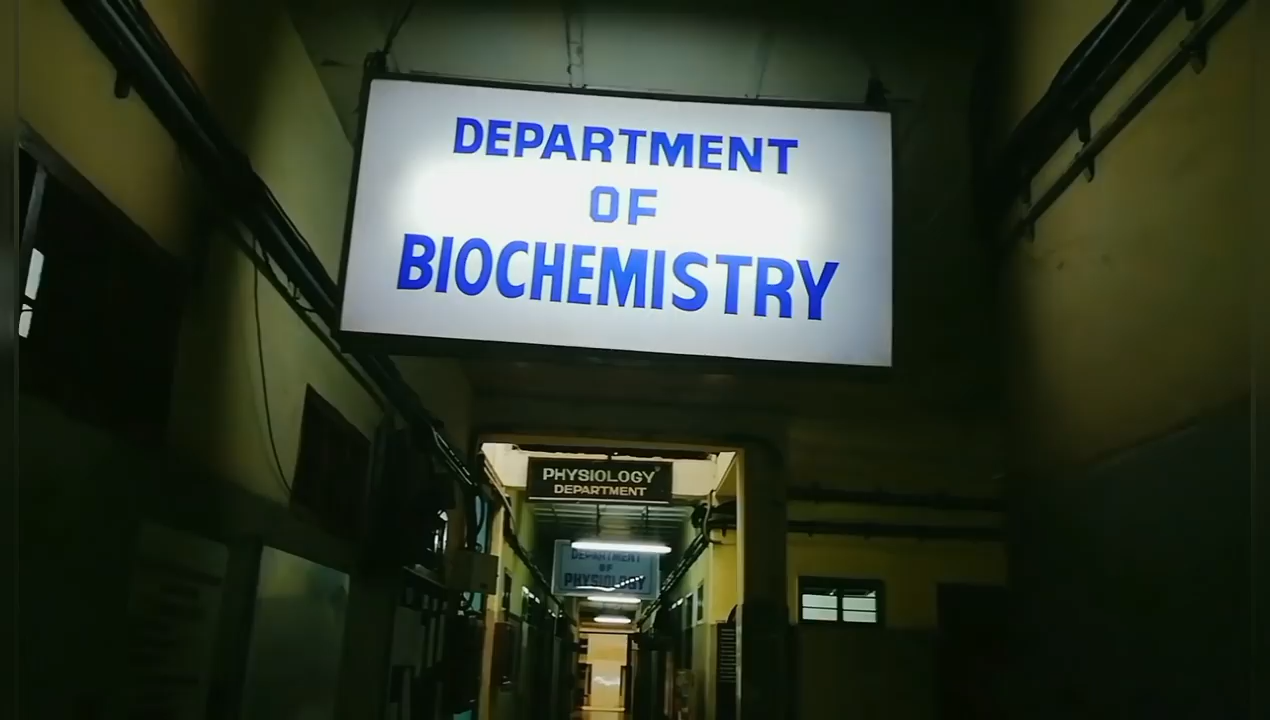 DEPARTMENT
OF
BIOCHEMISTRY
PHYSIOLOGY
DEPARTMENT
DEPARTMENT
OF
PHYSIOLOGY